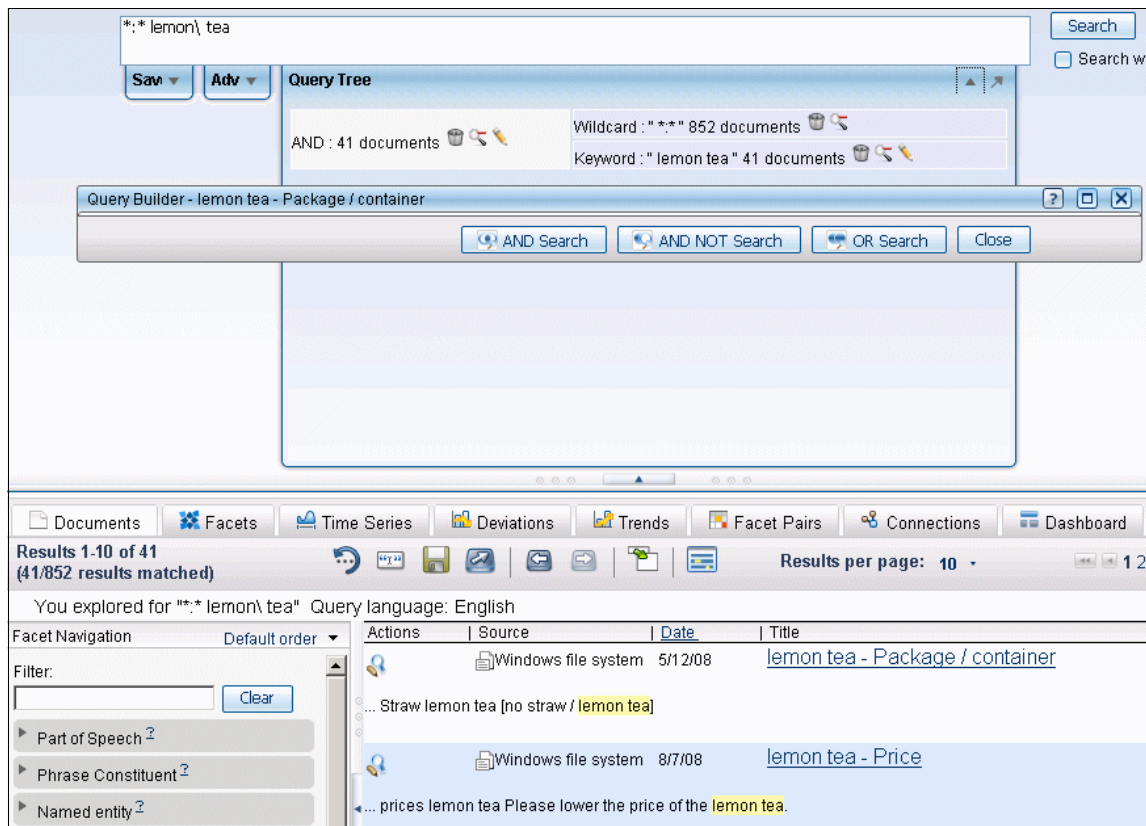 *:* lemon\ tea
Search
Search w
Sav
Adv
Query Tree
AND : 41 documents
Wildcard : " *:* " 852 documents
Keyword : " lemon tea " 41 documents
Query Builder - lemon tea - Package / container
?
AND Search AND NOT Search OR Search Close
Documents Facets Time Series Deviations Trends Facet Pairs Connections Dashboard
Results 1-10 of 41
(41/852 results matched)
Results per page: 10
1 2
You explored for "*:* lemon\ tea" Query language: English
Facet Navigation Default order
Actions | Source | Date | Title
Filter:
Clear
Windows file system 5/12/08 lemon tea - Package / container
... Straw lemon tea [no straw / lemon tea]
Part of Speech ?
Windows file system 8/7/08 lemon tea - Price
Phrase Constituent ?
Named entity ?
... prices lemon tea Please lower the price of the lemon tea.